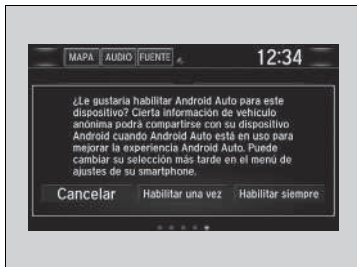 MAPA AUDIO FUENTE 12:34
¿Le gustaría habilitar Android Auto para este
dispositivo? Cierta información de vehículo
anónima podrá compartirse con su dispositivo
Android cuando Android Auto está en uso para
mejorar la experiencia Android Auto. Puede
cambiar su selección más tarde en el menú de
ajustes de su smartphone.
Cancelar Habilitar una vez Habilitar siempre